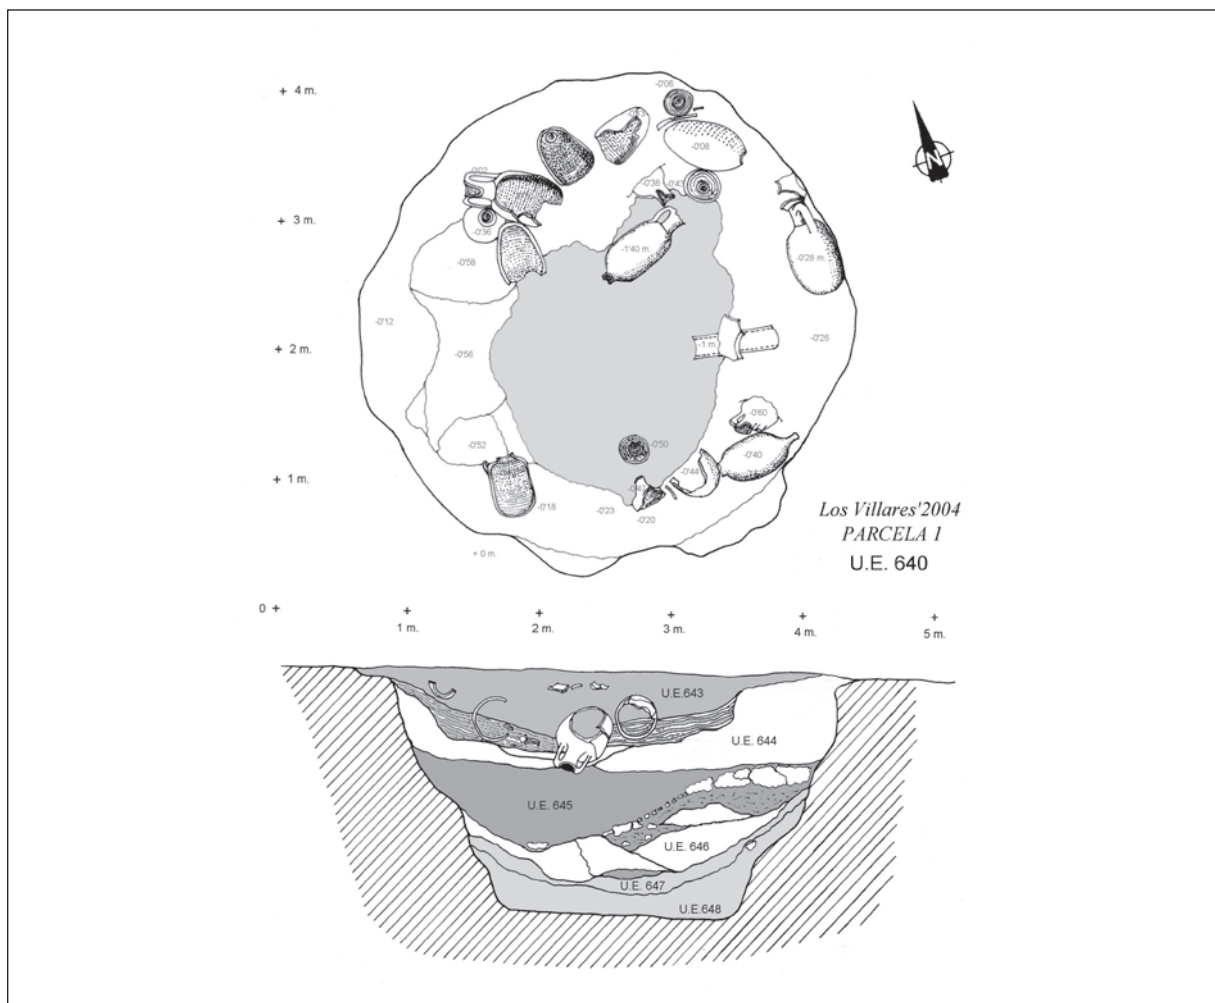 + 4 m.
-0'06
-0'08
N
-0'02
-0'38
-0'43
+ 3 m.
-0'36
-1'40 m.
-0'28 m.
-0'58
-0'12
-0'26
+ 2 m.
-0'56
-1 m.
-0'60
-0'52
-0'50
-0'40
-0'44
+ 1 m.
-0'18
-0'23
-0'20
+ 0 m.
Los Villares'2004
PARCELA 1
U.E. 640
0 +
1 m.
2 m.
3 m.
4 m.
5 m.
U.E.643
U.E. 644
U.E. 645
U.E. 646
U.E. 647
U.E.648